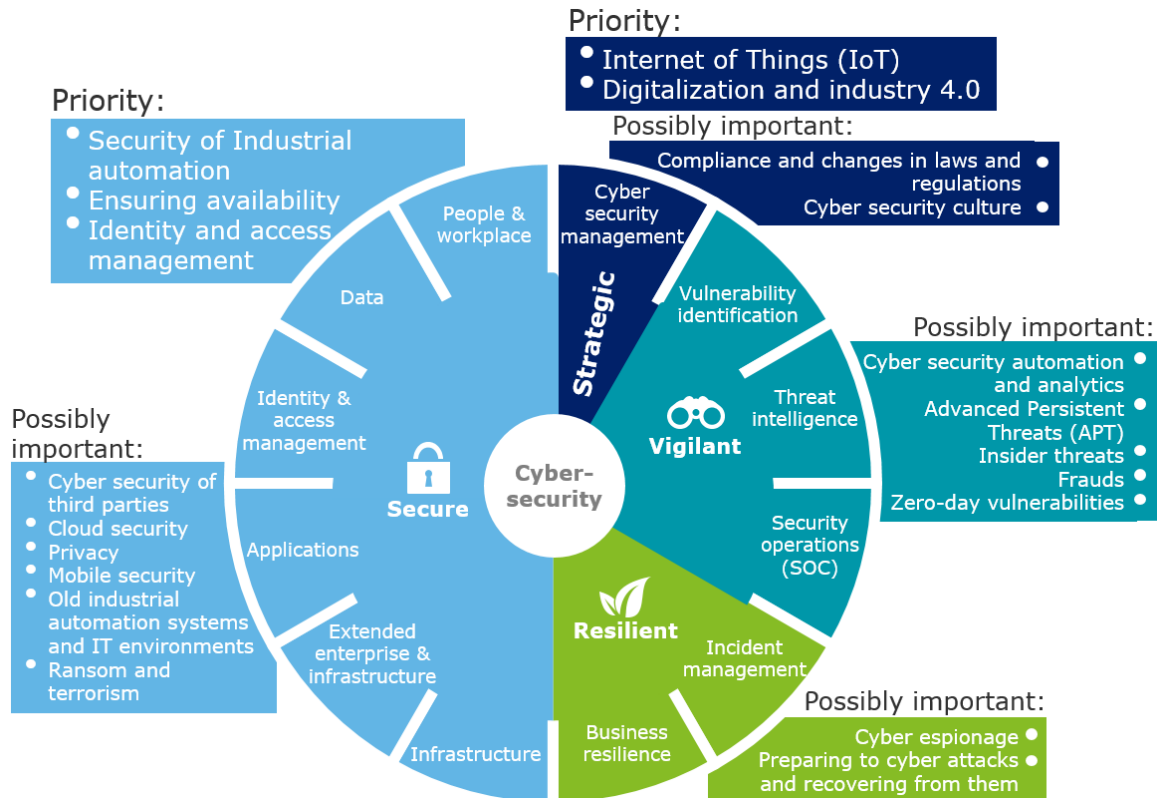 Priority:
Internet of Things (IoT)
Digitalization and industry 4.0
Possibly important:
Compliance and changes in laws and
regulations
Cyber security culture
Priority:
Security of Industrial
automation
Ensuring availability
Identity and access
management
People &
workplace
Cyber
security
management
Strategic
Data
Vulnerability
identification
Possibly important:
Cyber security automation
and analytics
Advanced Persistent
Threats (APT)
Insider threats
Frauds
Zero-day vulnerabilities
Identity &
access
management
Threat
intelligence
Vigilant
Possibly
important:
Cyber security of
third parties
Cloud security
Privacy
Mobile security
Old industrial
automation systems
and IT environments
Ransom and
terrorism
Secure
Cyber-
security
Applications
Security
operations
(SOC)
Extended
enterprise &
infrastructure
Resilient
Incident
management
Infrastructure
Business
resilience
Possibly important:
Cyber espionage
Preparing to cyber attacks
and recovering from them